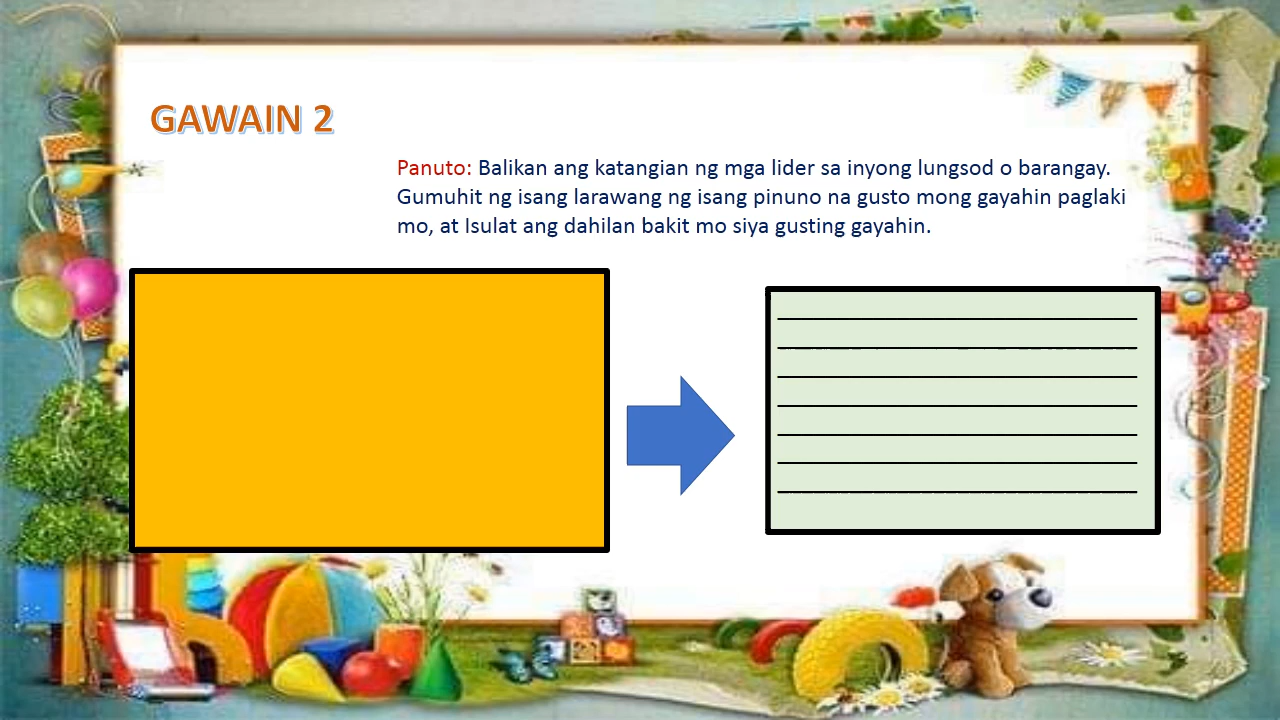 GAWAIN 2
Panuto: Balikan ang katangian ng mga lider sa inyong lungsod o barangay.
Gumuhit ng isang larawang ng isang pinuno na gusto mong gayahin paglaki
mo, at Isulat ang dahilan bakit mo siya gusting gayahin.